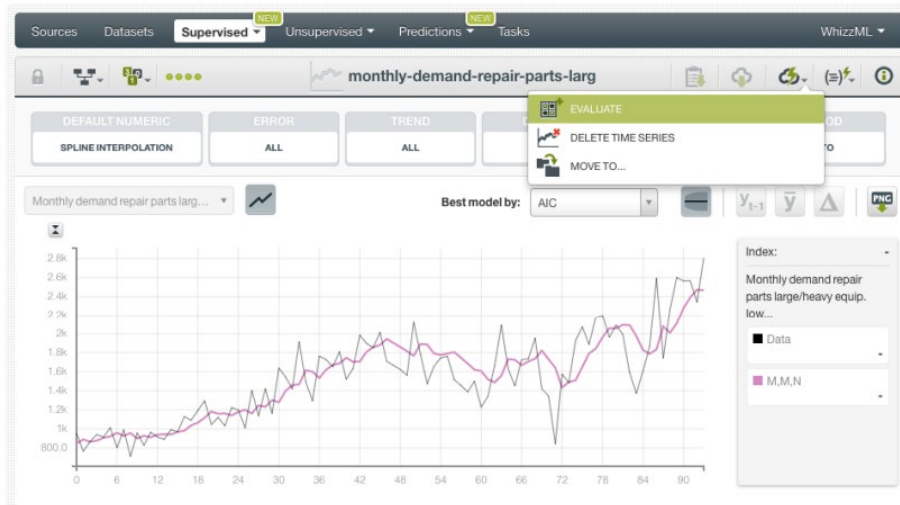 NEW NEW
Sources Datasets Supervised Unsupervised Predictions Tasks WhizzML
monthly-demand-repair-parts-larg
EVALUATE
DELETE TIME SERIES
MOVE TO...
DEFAULT NUMERIC ERROR TREND
SPLINE INTERPOLATION ALL ALL
Monthly demand repair parts larg... Best model by: AIC PNG
Index:
Monthly demand repair
parts large/heavy equip.
low...
Data
M,M,N
2.8k
2.6k
2.4k
2.2k
2k
1.8k
1.6k
1.4k
1.2k
1k
800.0
0 6 12 18 24 30 36 42 48 54 60 66 72 78 84 90